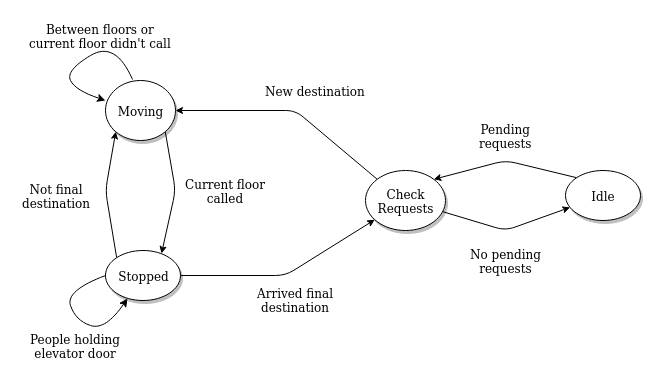 Between floors or
current floor didn't call
Moving
New destination
Pending
requests
Not final
destination
Current floor
called
Check
Requests
Idle
Stopped
No pending
requests
Arrived final
destination
People holding
elevator door